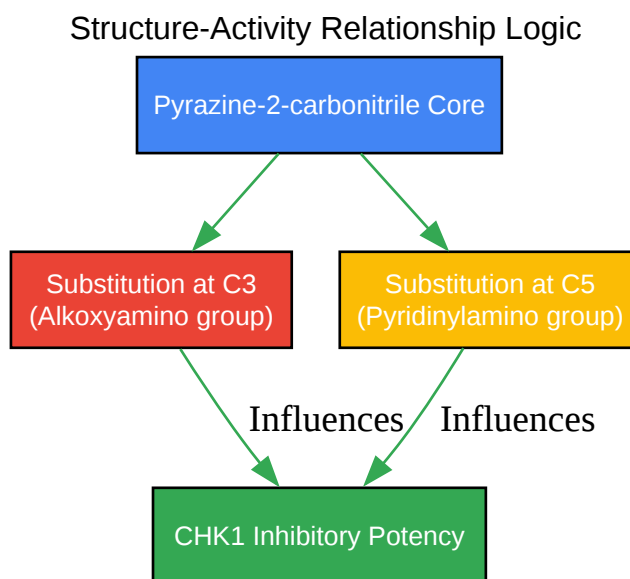 Structure-Activity Relationship Logic
Pyrazine-2-carbonitrile Core
Substitution at C3
(Alkoxyamino group)
Substitution at C5
(Pyridinylamino group)
Influences
Influences
CHK1 Inhibitory Potency